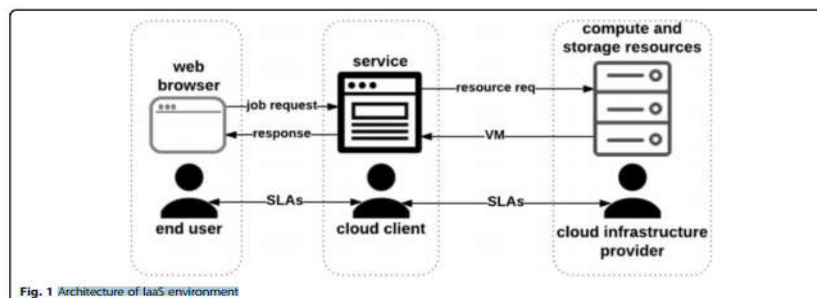 compute and
storage resources
service
web
browser
job request
resource req
response
VM
SLAs
SLAs
end user
cloud client
cloud infrastructure
provider
Fig. 1 Architecture of IaaS environment